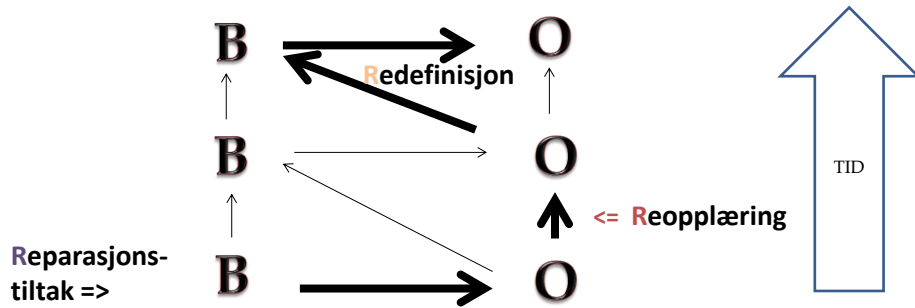 B O
Redefinisjon
B O
TID
<= Reopplæring
Reparasjons-
tiltak =>
B O